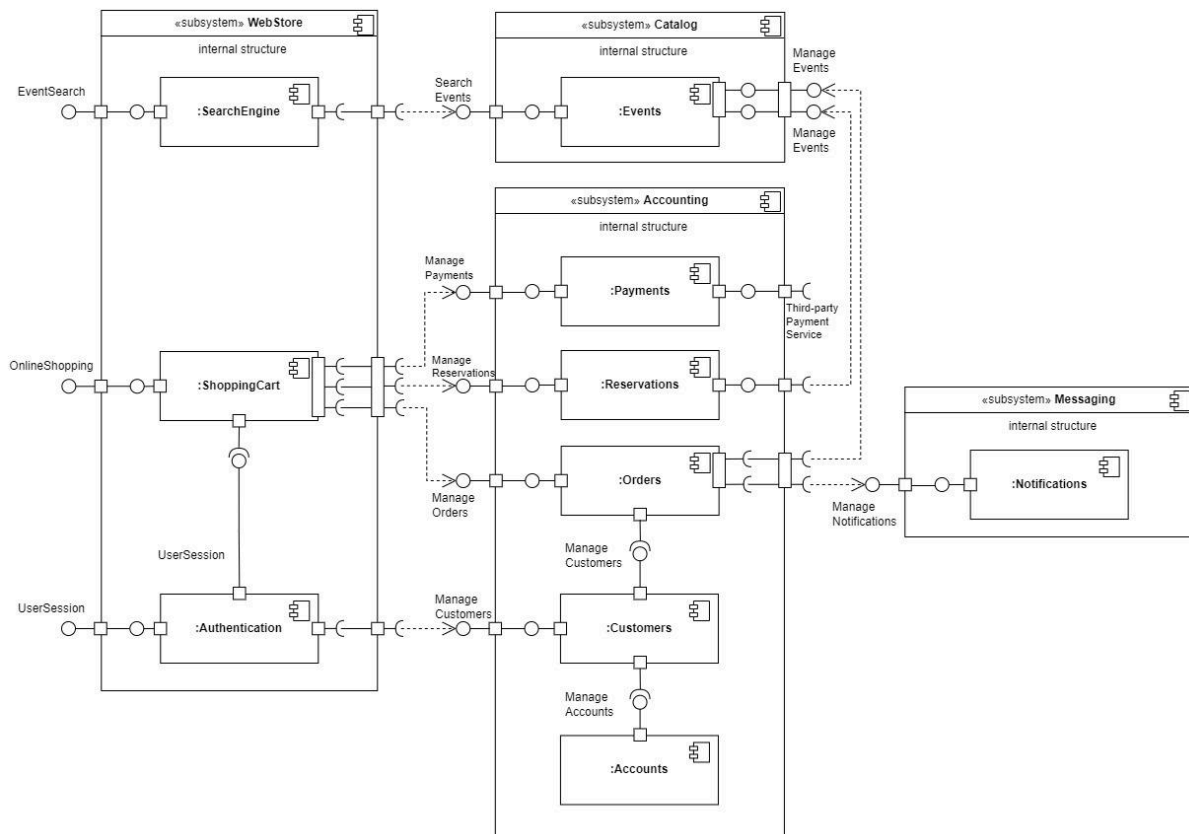 «subsystem» WebStore
internal structure
EventSearch
:SearchEngine
Search
Events
«subsystem» Catalog
internal structure
:Events
Manage
Events
Manage
Events
«subsystem» Accounting
internal structure
Manage
Payments
:Payments
Third-party
Payment
Service
OnlineShopping
:ShoppingCart
Manage
Reservations
:Reservations
Manage
Orders
:Orders
«subsystem» Messaging
internal structure
:Notifications
Manage
Notifications
UserSession
Manage
Customers
UserSession
:Authentication
Manage
Customers
:Customers
Manage
Accounts
:Accounts